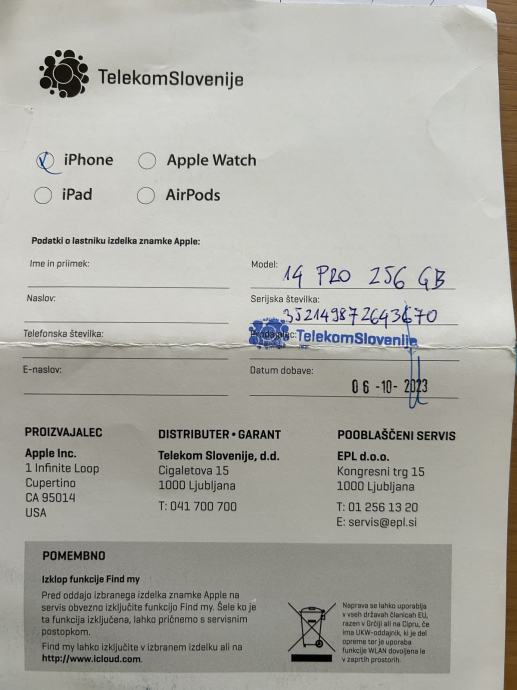 TelekomSlovenije
iPhone
Apple Watch
iPad
AirPods
Podatki o lastniku izdelka znamke Apple:
Ime in priimek:
Naslov:
Telefonska številka:
E-naslov:
Model: 14 PRO 256 GB
Serijska številka:
352149872643670
TelekomSlovenije
Datum dobave:
06-10-2023
PROIZVAJALEC
Apple Inc.
1 Infinite Loop
Cupertino
CA 95014
USA
DISTRIBUTER • GARANT
Telekom Slovenije, d.d.
Cigaletova 15
1000 Ljubljana
T: 041 700 700
POOBLAŠČENI SERVIS
EPL d.o.o.
Kongresni trg 15
1000 Ljubljana
T: 01 256 13 20
E: servis@epl.si
POMEMBNO
Izklop funkcije Find my
Pred oddajo izbranega izdelka znamke Apple na
servis obvezno izključite funkcijo Find my. Šele ko je
ta funkcija izključena, lahko pričnemo s servisnim
postopkom.
Find my lahko izključite v izbranem izdelku ali na
http://www.icloud.com.
Naprava se lahko uporablja
v vseh državah članicah EU,
razen v Grčiji ali na Cipru, če
ima UKW-oddajnik, ki je del
opreme ter je uporaba
funkcije WLAN dovoljena le
v zaprtih prostorih.